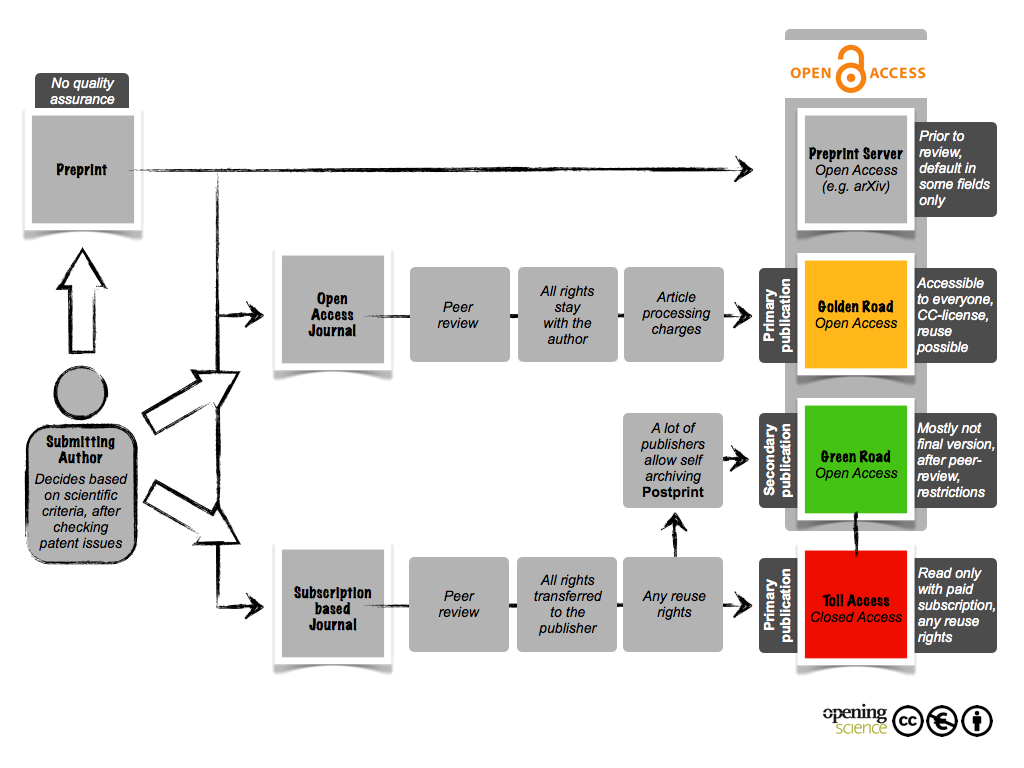 OPEN ACCESS
No quality
assurance
Preprint
Preprint Server
Open Access
(e.g. arXiv)
Prior to
review,
default in
some fields
only
Open
Access
Journal
Peer
review
All rights
stay
with the
author
Article
processing
charges
Primary
publication
Golden Road
Open Access
Accessible
to everyone,
CC-license,
reuse
possible
Submitting
Author
Decides based
on scientific
criteria, after
checking
patent issues
A lot of
publishers
allow self
archiving
Postprint
Secondary
publication
Green Road
Open Access
Mostly not
final version,
after peer-
review,
restrictions
Subscription
based
Journal
Peer
review
All rights
transferred
to the
publisher
Any reuse
rights
Primary
publication
Toll Access
Closed Access
Read only
with paid
subscription,
any reuse
rights
opening
science
cc
€